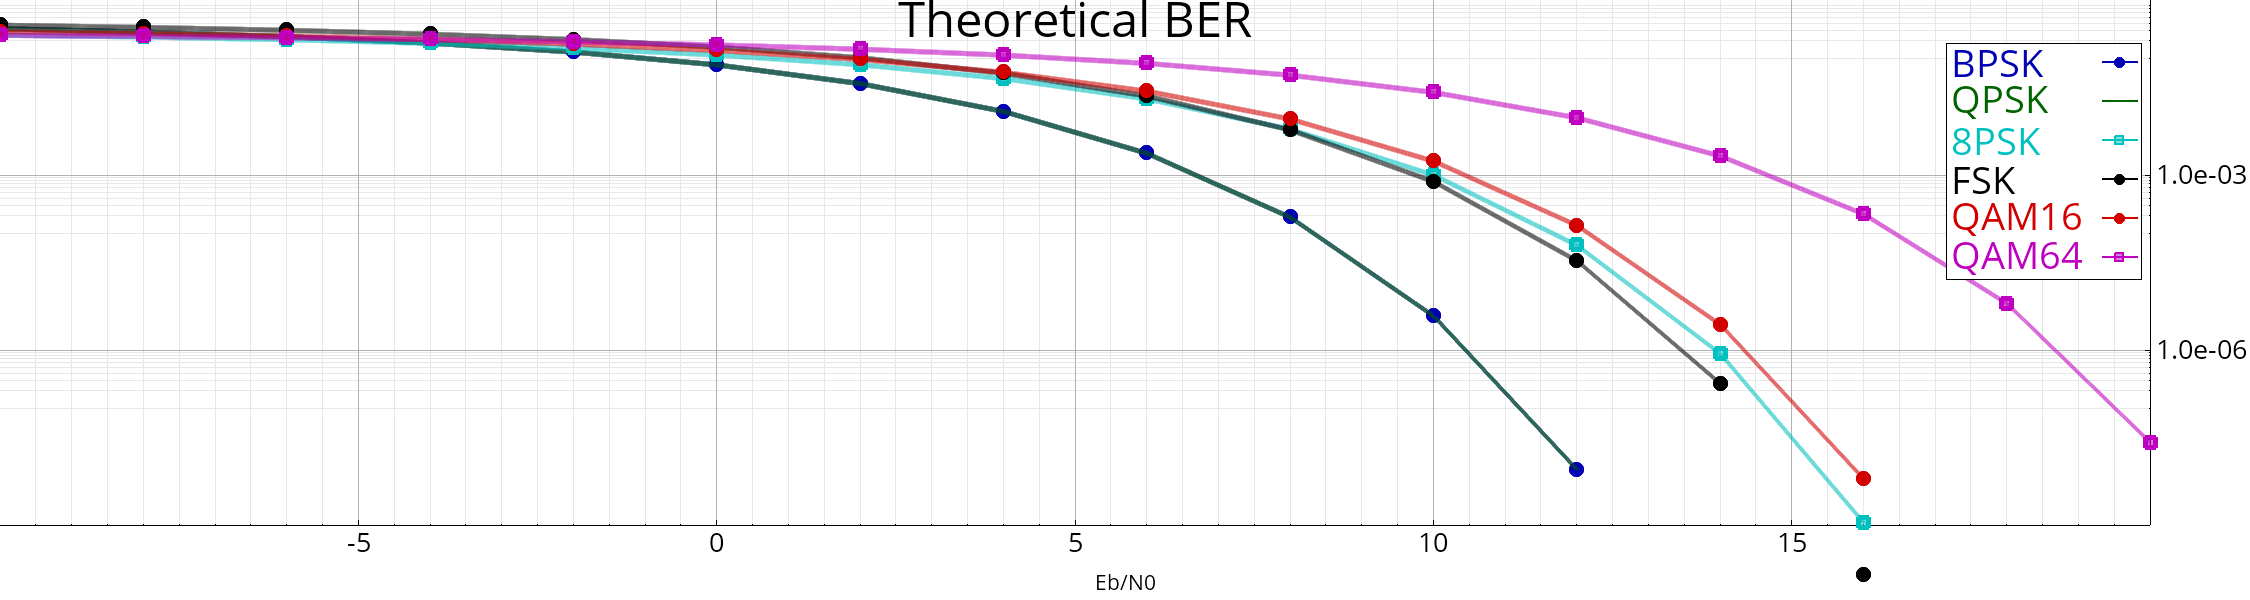 Theoretical BER
BPSK
QPSK
8PSK
FSK
QAM16
QAM64
1.0e-03
1.0e-06
-5 0 5 10 15
Eb/N0